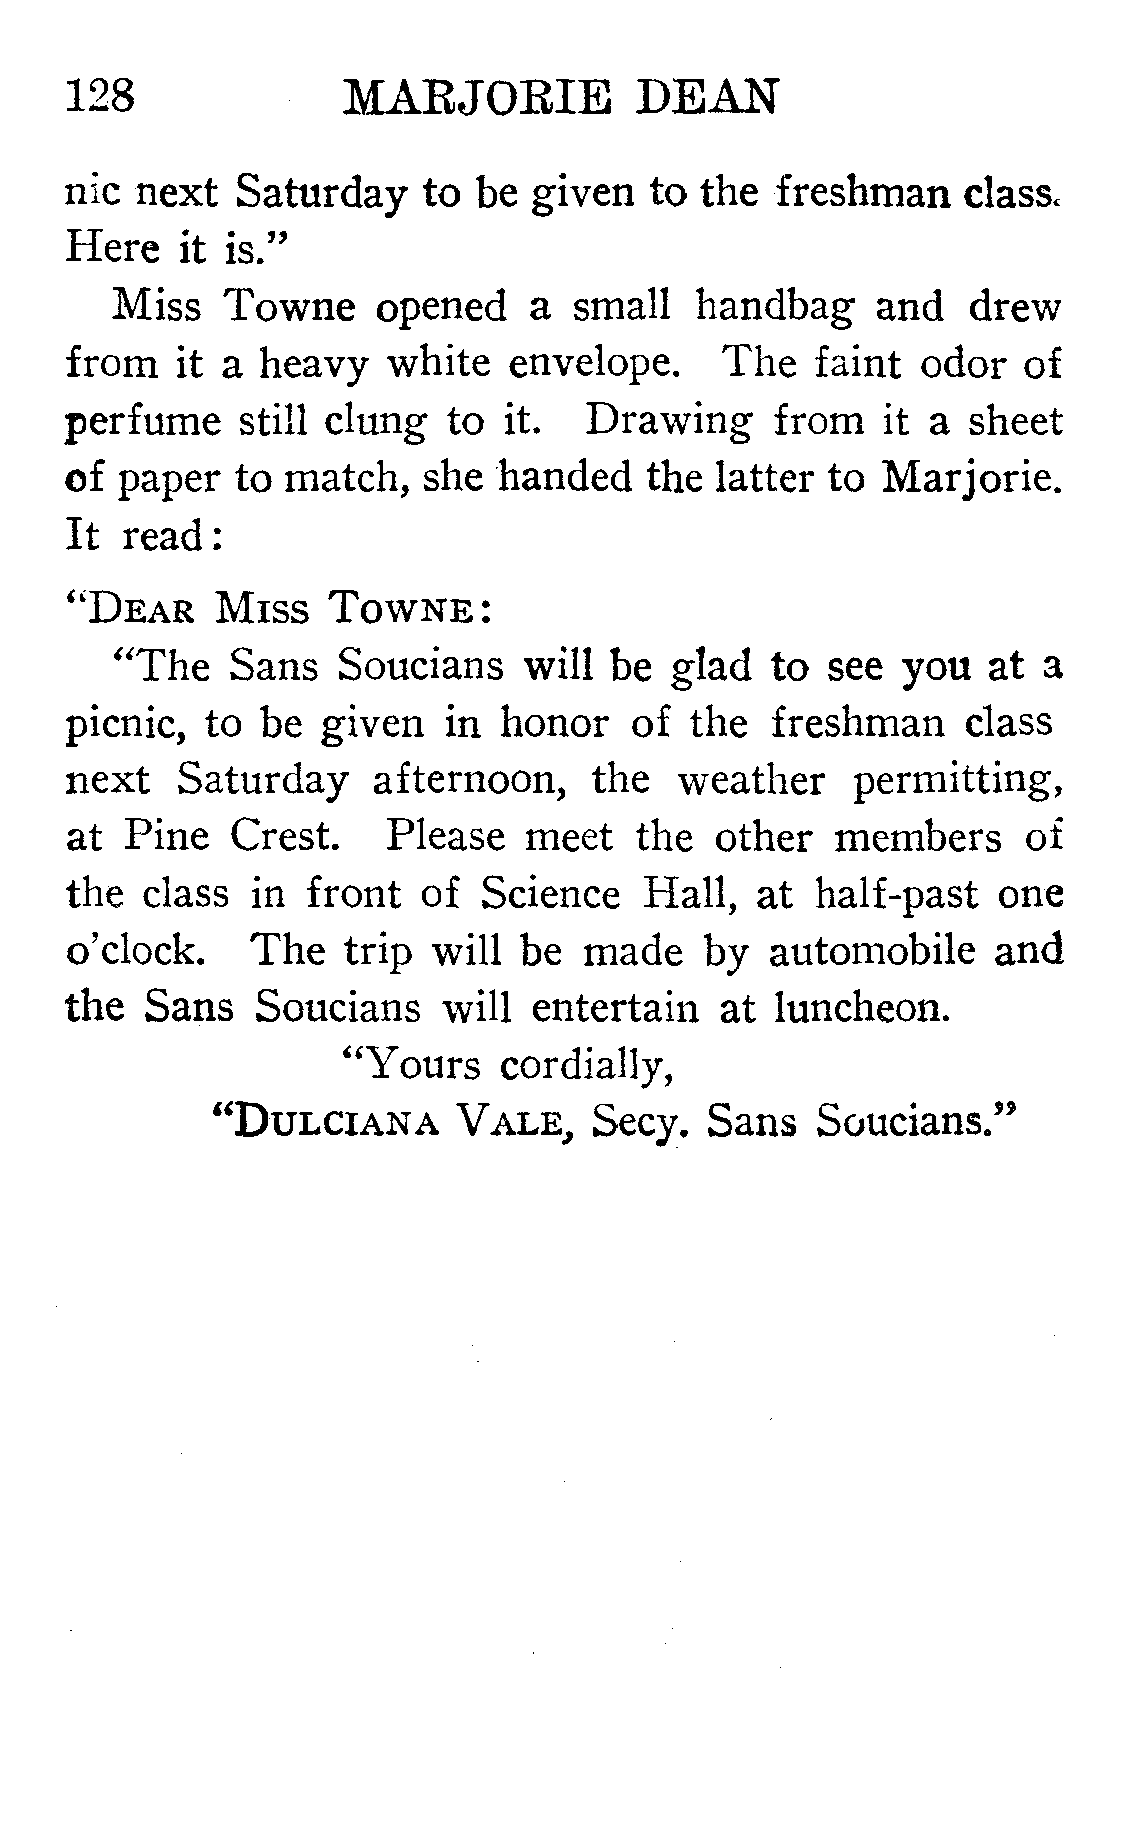 128 MARJORIE DEAN
nic next Saturday to be given to the freshman class.
Here it is."
Miss Towne opened a small handbag and drew
from it a heavy white envelope. The faint odor of
perfume still clung to it. Drawing from it a sheet
of paper to match, she handed the latter to Marjorie.
It read:
"DEAR MISS TOWNE:
"The Sans Soucians will be glad to see you at a
picnic, to be given in honor of the freshman class
next Saturday afternoon, the weather permitting,
at Pine Crest. Please meet the other members of
the class in front of Science Hall, at half-past one
o'clock. The trip will be made by automobile and
the Sans Soucians will entertain at luncheon.
"Yours cordially,
"DULCIANA VALE, Secy. Sans Soucians."